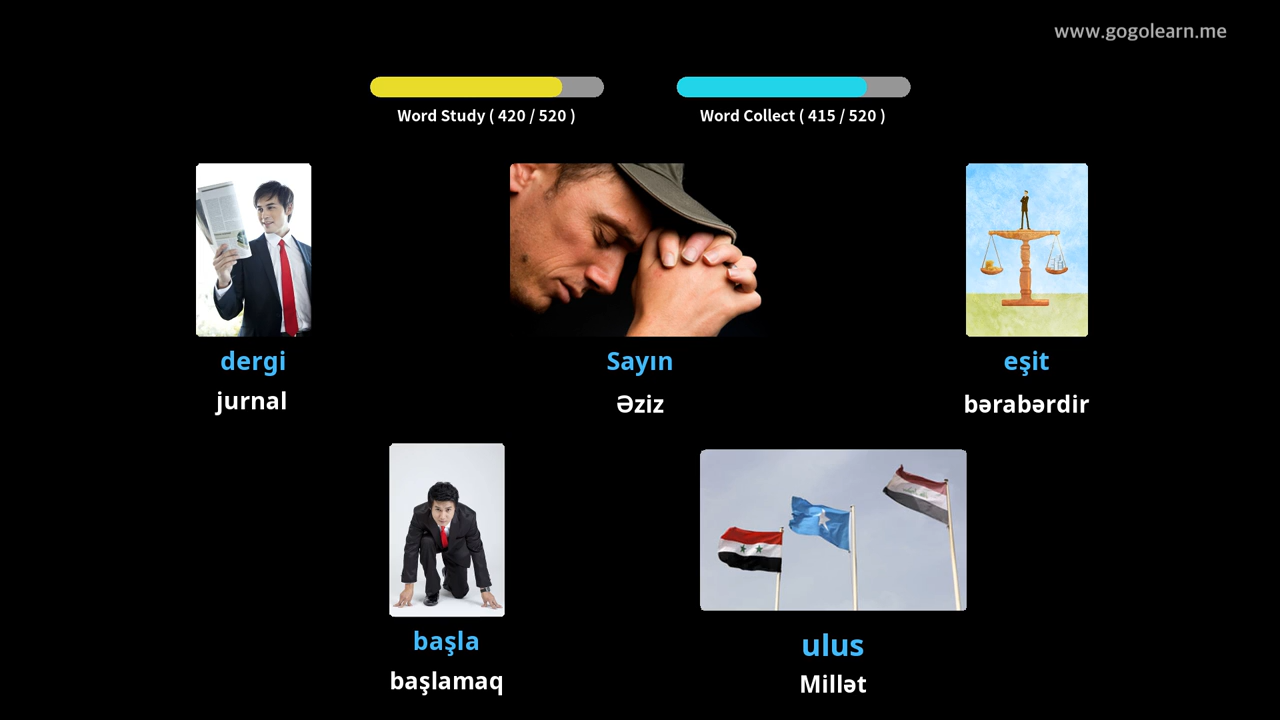 www.gogolearn.me
Word Study ( 420 / 520 )
Word Collect ( 415 / 520 )
dergi
jurnal
Sayın
Əziz
eşit
bərabərdir
başla
başlamaq
ulus
Millət